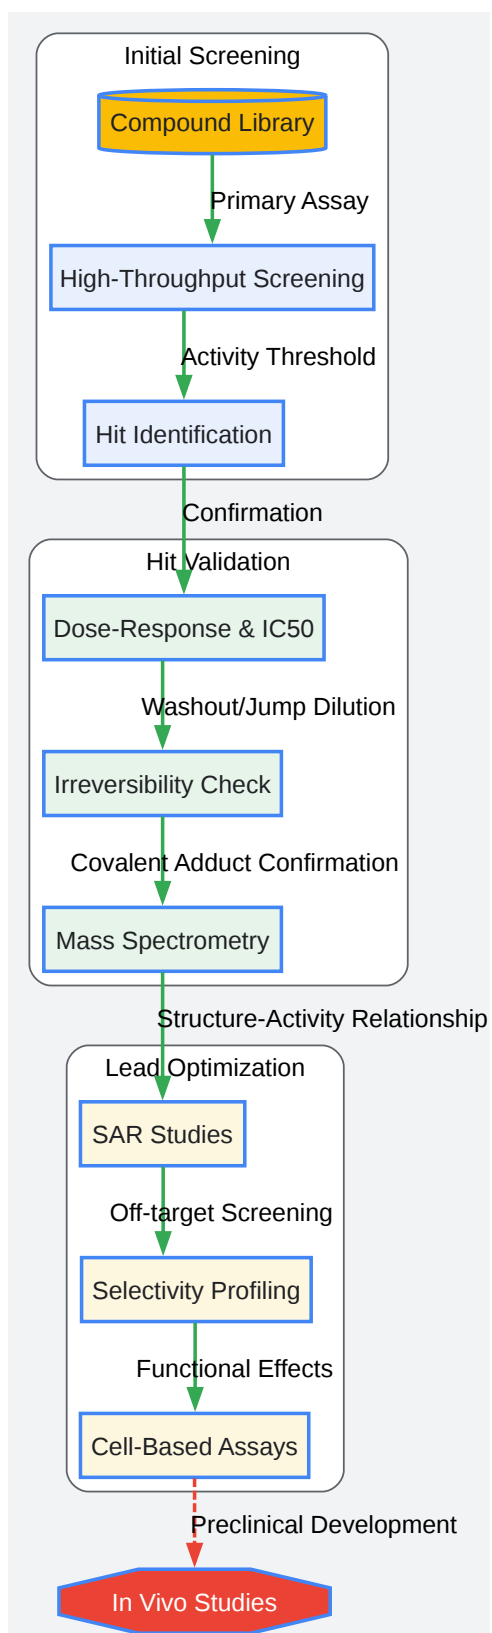 Initial Screening
Compound Library
Primary Assay
High-Throughput Screening
Activity Threshold
Hit Identification
Confirmation
Hit Validation
Dose-Response & IC50
Washout/Jump Dilution
Irreversibility Check
Covalent Adduct Confirmation
Mass Spectrometry
Structure-Activity Relationship
Lead Optimization
SAR Studies
Off-target Screening
Selectivity Profiling
Functional Effects
Cell-Based Assays
Preclinical Development
In Vivo Studies